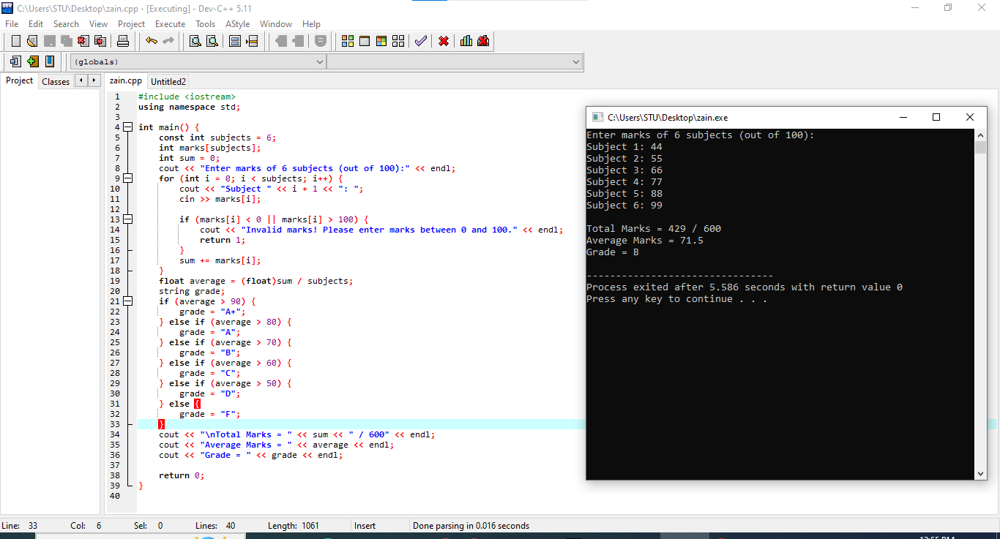 C:\Users\STU\Desktop\zain.cpp - [Executing] - Dev-C++ 5.11
File Edit Search View Project Execute Tools AStyle Window Help
(globals)
Project Classes zain.cpp Untitled2
1 #include <iostream>
2 using namespace std;
3
4 int main() {
5 const int subjects = 6;
6 int marks[subjects];
7 int sum = 0;
8 cout << "Enter marks of 6 subjects (out of 100):" << endl;
9 for (int i = 0; i < subjects; i++) {
10 cout << "Subject " << i + 1 << ": ";
11 cin >> marks[i];
12
13 if (marks[i] < 0 || marks[i] > 100) {
14 cout << "Invalid marks! Please enter marks between 0 and 100." << endl;
15 return 1;
16 }
17 sum += marks[i];
18 }
19 float average = (float)sum / subjects;
20 string grade;
21 if (average > 90) {
22 grade = "A+";
23 } else if (average > 80) {
24 grade = "A";
25 } else if (average > 70) {
26 grade = "B";
27 } else if (average > 60) {
28 grade = "C";
29 } else if (average > 50) {
30 grade = "D";
31 } else {
32 grade = "F";
33 }
34 cout << "\nTotal Marks = " << sum << " / 600" << endl;
35 cout << "Average Marks = " << average << endl;
36 cout << "Grade = " << grade << endl;
37
38 return 0;
39 }
40
C:\Users\STU\Desktop\zain.exe
Enter marks of 6 subjects (out of 100):
Subject 1: 44
Subject 2: 55
Subject 3: 66
Subject 4: 77
Subject 5: 88
Subject 6: 99
Total Marks = 429 / 600
Average Marks = 71.5
Grade = B
--------------------------------
Process exited after 5.586 seconds with return value 0
Press any key to continue . . .
Line: 33 Col: 6 Sel: 0 Lines: 40 Length: 1061 Insert Done parsing in 0.016 seconds